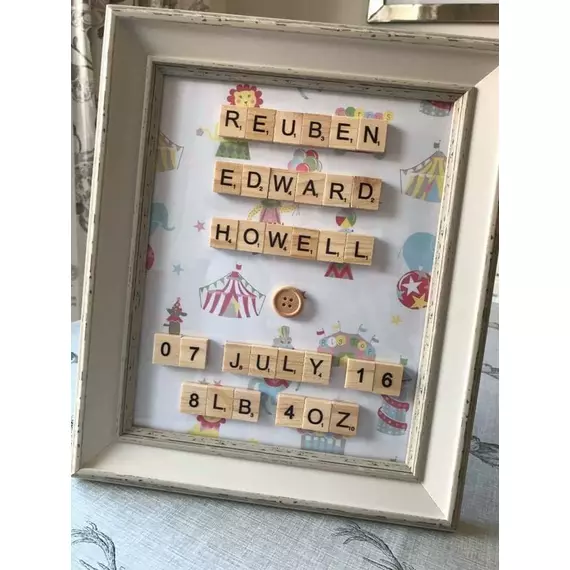 REUBEN
EDWARD
HOWELL
07 JULY 16
8LB 4OZ